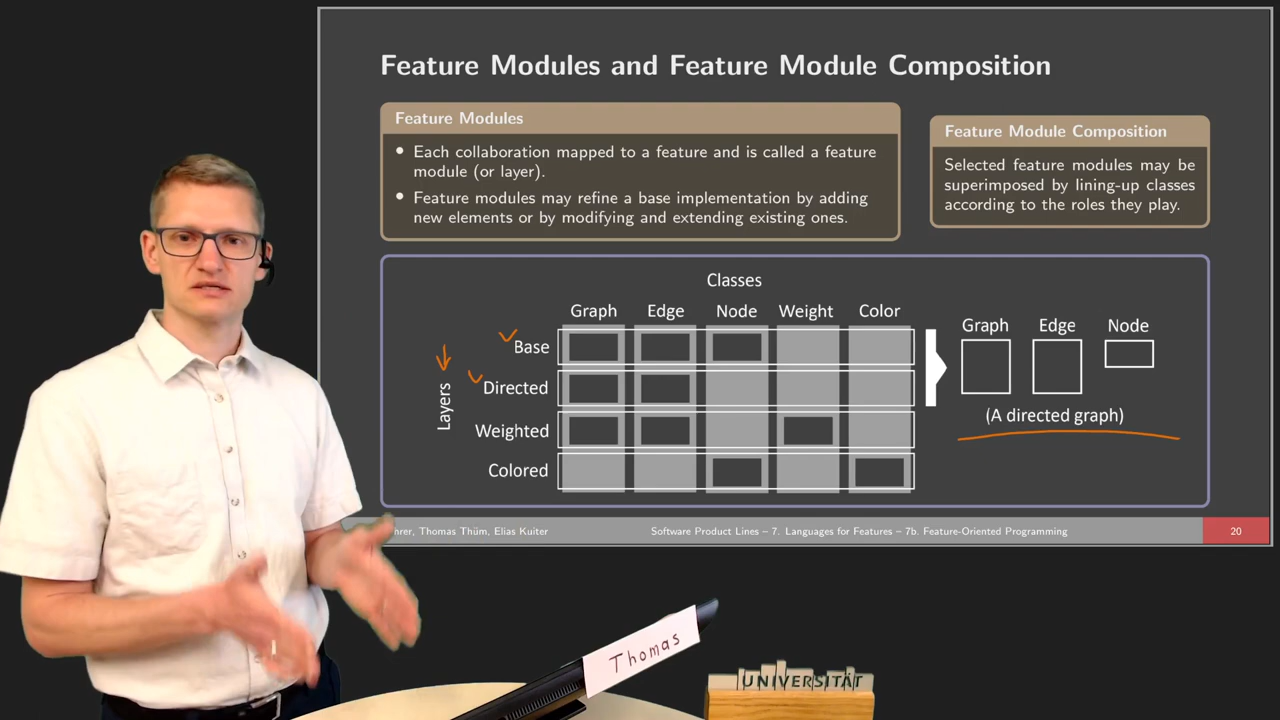 Feature Modules and Feature Module Composition
Feature Modules
• Each collaboration mapped to a feature and is called a feature
module (or layer).
• Feature modules may refine a base implementation by adding
new elements or by modifying and extending existing ones.
Feature Module Composition
Selected feature modules may be
superimposed by lining-up classes
according to the roles they play.
Classes
Graph Edge Node Weight Color
Layers
Base
Directed
Weighted
Colored
Graph Edge Node
(A directed graph)
Thomas Thüm, Elias Kuiter
Software Product Lines – 7. Languages for Features – 7b. Feature-Oriented Programming
20
Thomas
UNIVERSITÄT